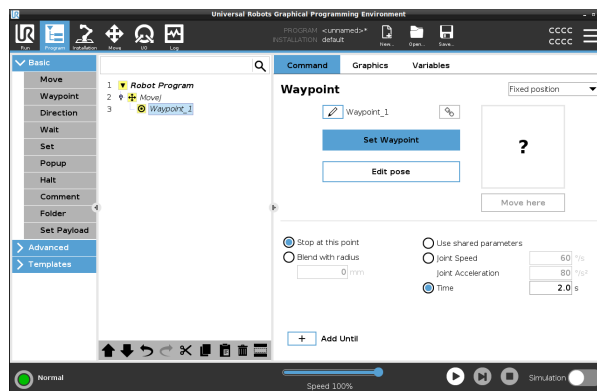 Universal Robots Graphical Programming Environment
Run
Program
Installation
Move
I/O
Log
PROGRAM <unnamed>*
INSTALLATION default
New...
Open...
Save...
CCCC
CCCC
Basic
Move
Waypoint
Direction
Wait
Set
Popup
Halt
Comment
Folder
Set Payload
Advanced
Templates
1 Robot Program
2 MoveJ
3 Waypoint_1
Command Graphics Variables
Waypoint
Fixed position
Waypoint_1
Set Waypoint
Edit pose
?
Move here
Stop at this point
Blend with radius
0 mm
Use shared parameters
Joint Speed 60 °/s
Joint Acceleration 80 °/s²
Time 2.0 s
+ Add Until
Normal
Speed 100%
Simulation